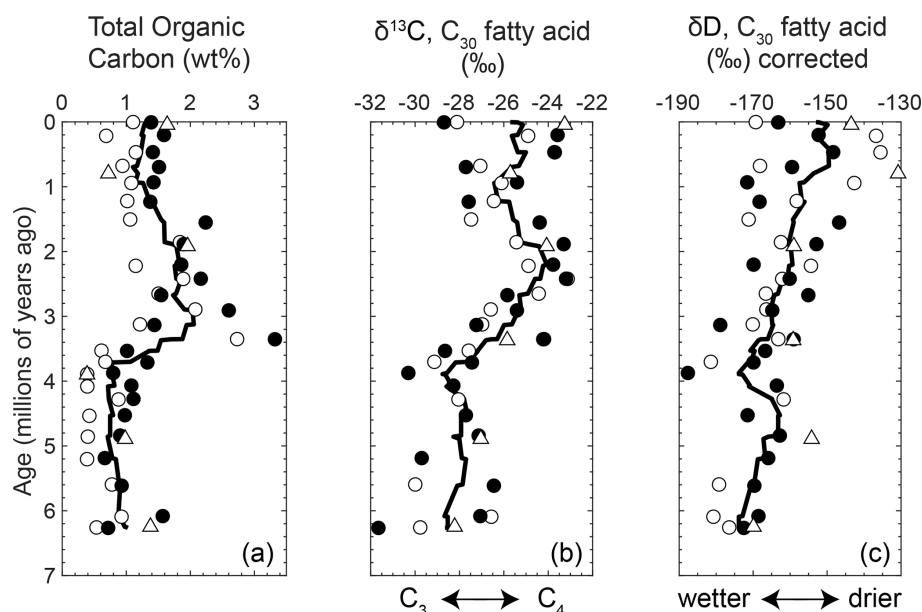 Total Organic
Carbon (wt%)
0 1 2 3
δ¹³C, C₃₀ fatty acid
(‰)
-32 -30 -28 -26 -24 -22
δD, C₃₀ fatty acid
(‰) corrected
-190 -170 -150 -130
Age (millions of years ago)
0 0 0
1
2
3
4
5
6
7
(a)
(b)
(c)
C₃ C₄
wetter drier